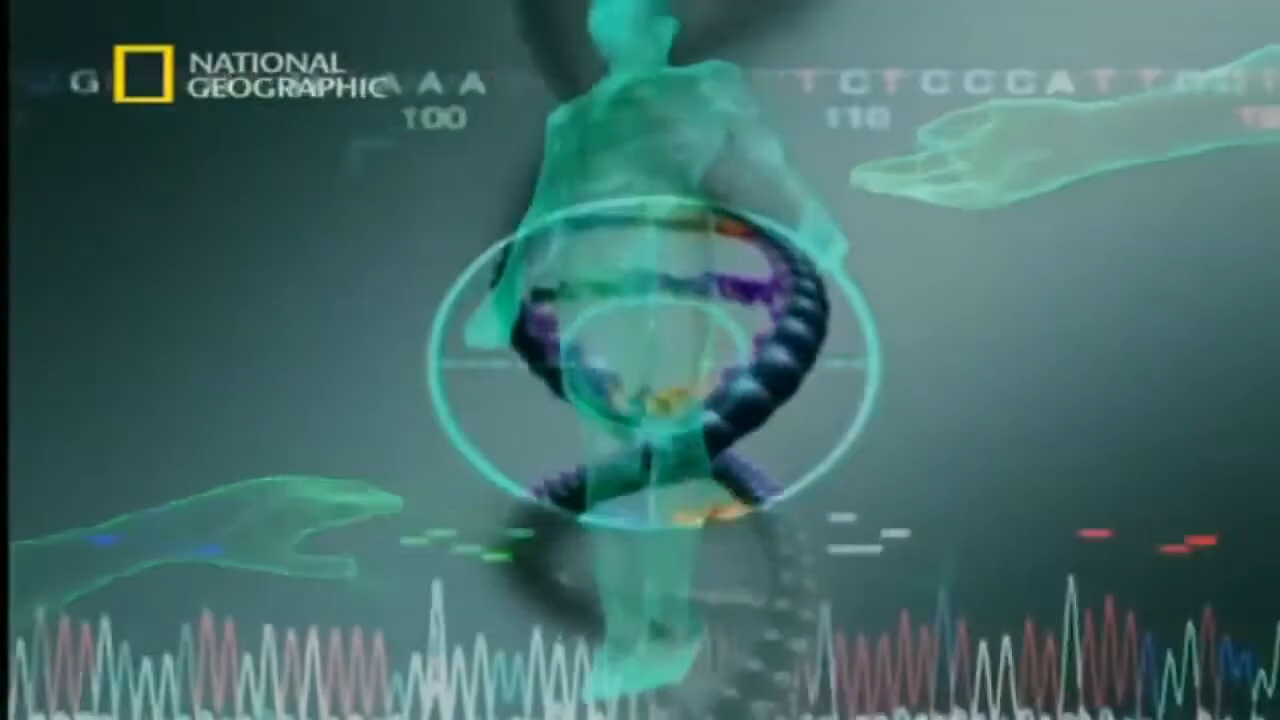 NATIONAL
GEOGRAPHIC
G A A A T C T C C C A T T
100 110